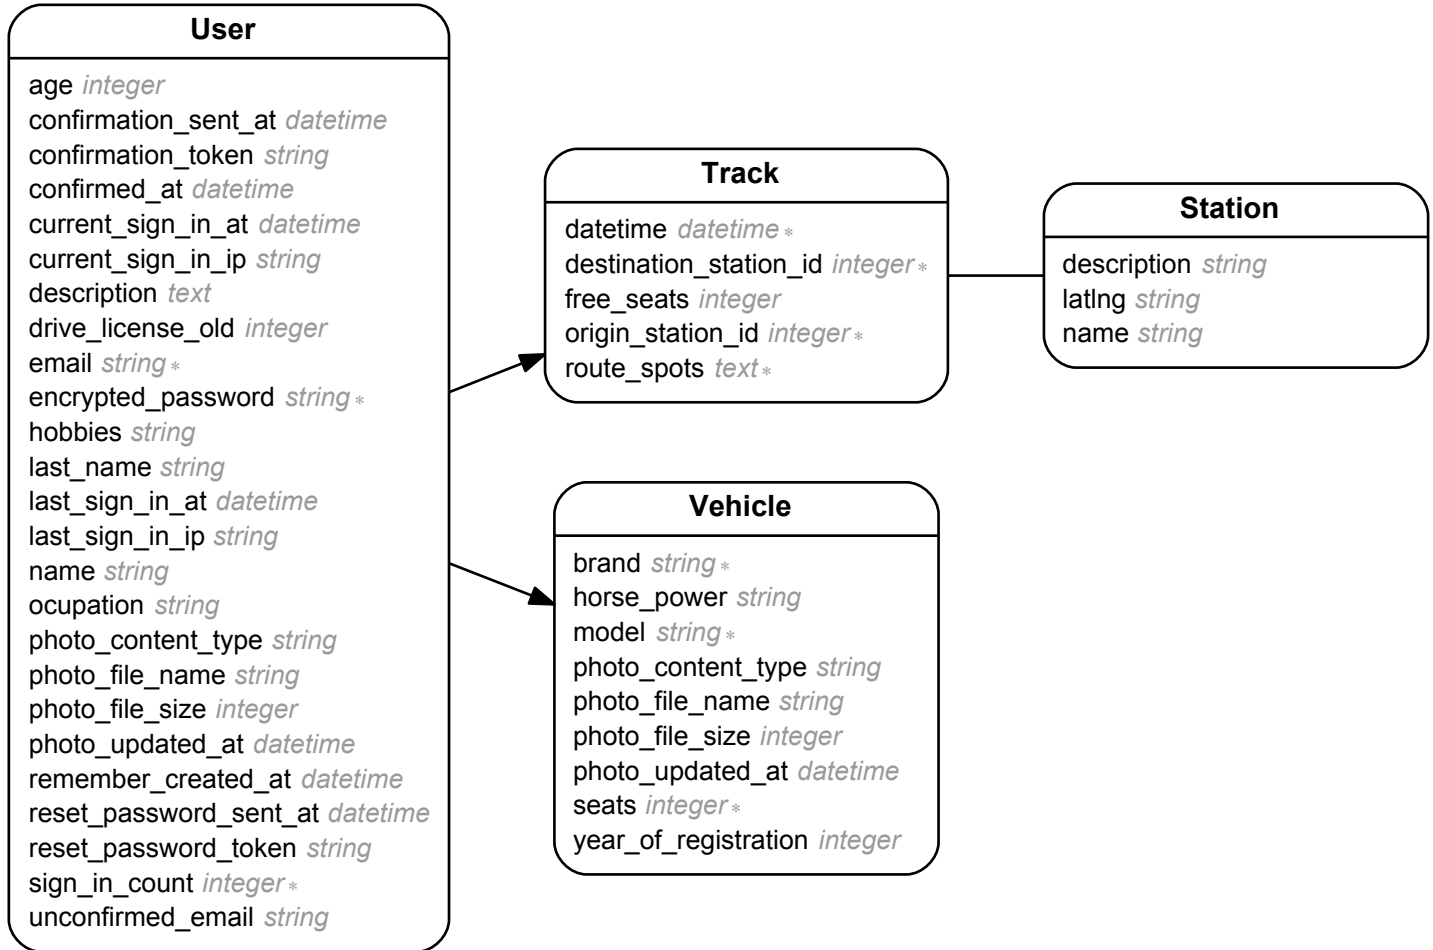 User
age integer
confirmation_sent_at datetime
confirmation_token string
confirmed_at datetime
current_sign_in_at datetime
current_sign_in_ip string
description text
drive_license_old integer
email string *
encrypted_password string *
hobbies string
last_name string
last_sign_in_at datetime
last_sign_in_ip string
name string
ocupation string
photo_content_type string
photo_file_name string
photo_file_size integer
photo_updated_at datetime
remember_created_at datetime
reset_password_sent_at datetime
reset_password_token string
sign_in_count integer *
unconfirmed_email string
Track
datetime datetime *
destination_station_id integer *
free_seats integer
origin_station_id integer *
route_spots text *
Station
description string
latlng string
name string
Vehicle
brand string *
horse_power string
model string *
photo_content_type string
photo_file_name string
photo_file_size integer
photo_updated_at datetime
seats integer *
year_of_registration integer